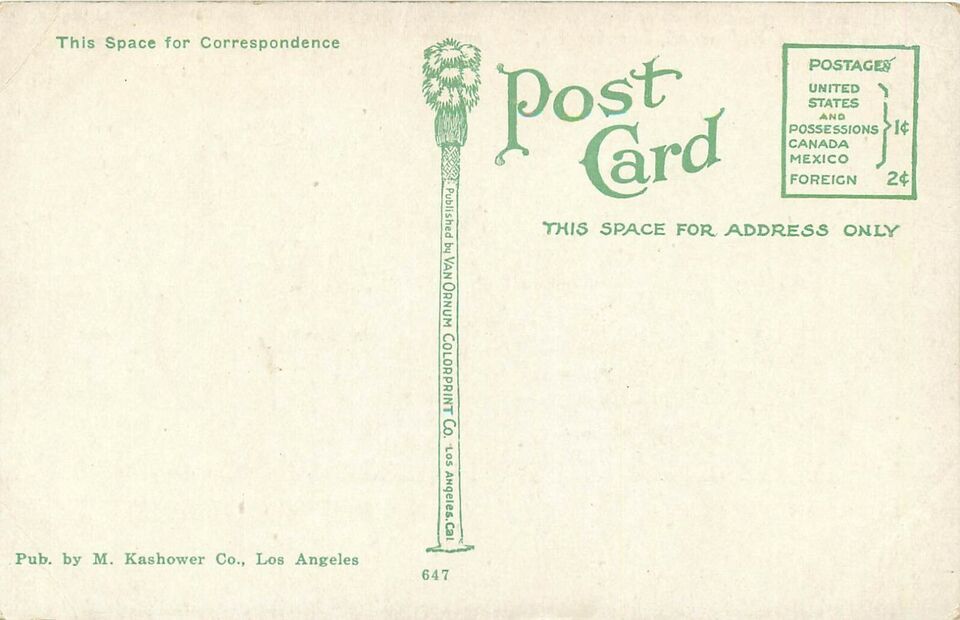 This Space for Correspondence
Post
Card
POSTAGE
UNITED
STATES
AND
POSSESSIONS
CANADA
MEXICO
1¢
FOREIGN 2¢
THIS SPACE FOR ADDRESS ONLY
Published by VAN ORNUM COLORPRINT CO. LOS ANGELES, Cal
Pub. by M. Kashower Co., Los Angeles
647